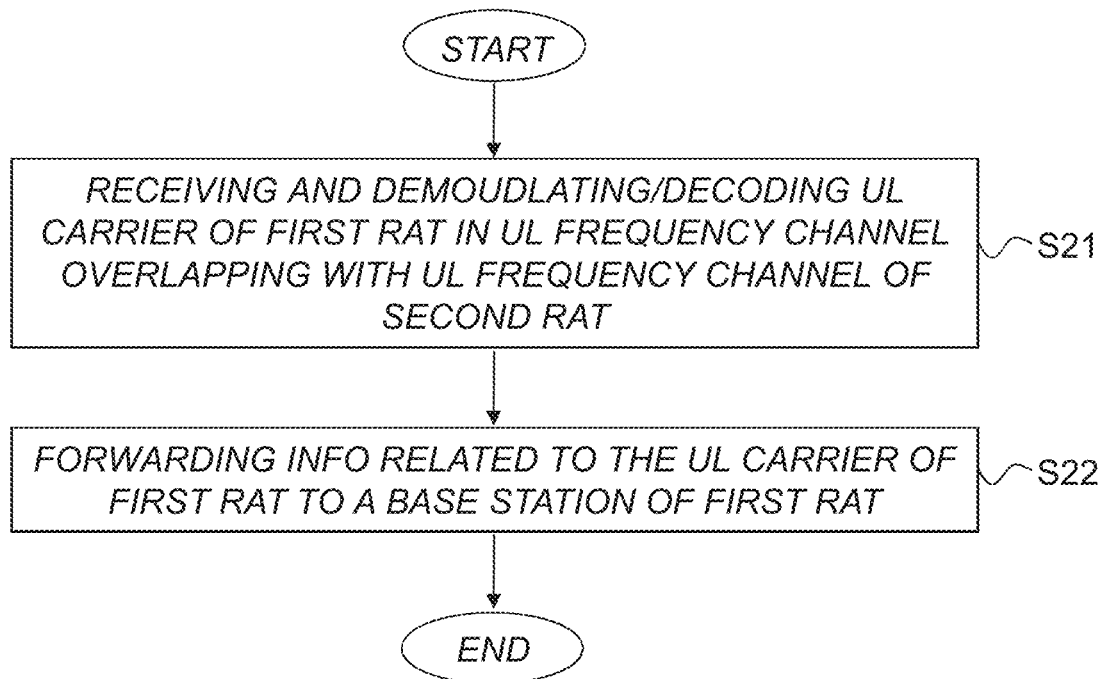 START
RECEIVING AND DEMOUDLATING/DECODING UL
CARRIER OF FIRST RAT IN UL FREQUENCY CHANNEL
OVERLAPPING WITH UL FREQUENCY CHANNEL OF
SECOND RAT
S21
FORWARDING INFO RELATED TO THE UL CARRIER OF
FIRST RAT TO A BASE STATION OF FIRST RAT
S22
END